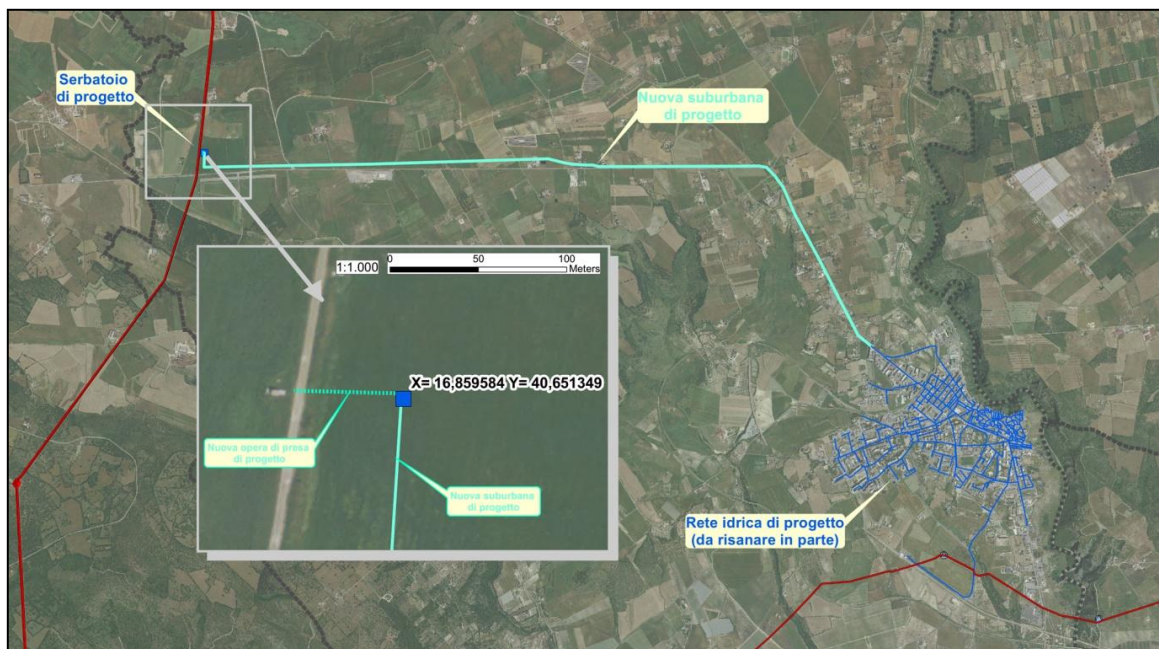 Serbatoio
di progetto
Nuova suburbana
di progetto
1:1.000
0 50 100
Meters
X= 16,859584 Y= 40,651349
Nuova opera di presa
di progetto
Nuova suburbana
di progetto
Rete idrica di progetto
(da risanare in parte)